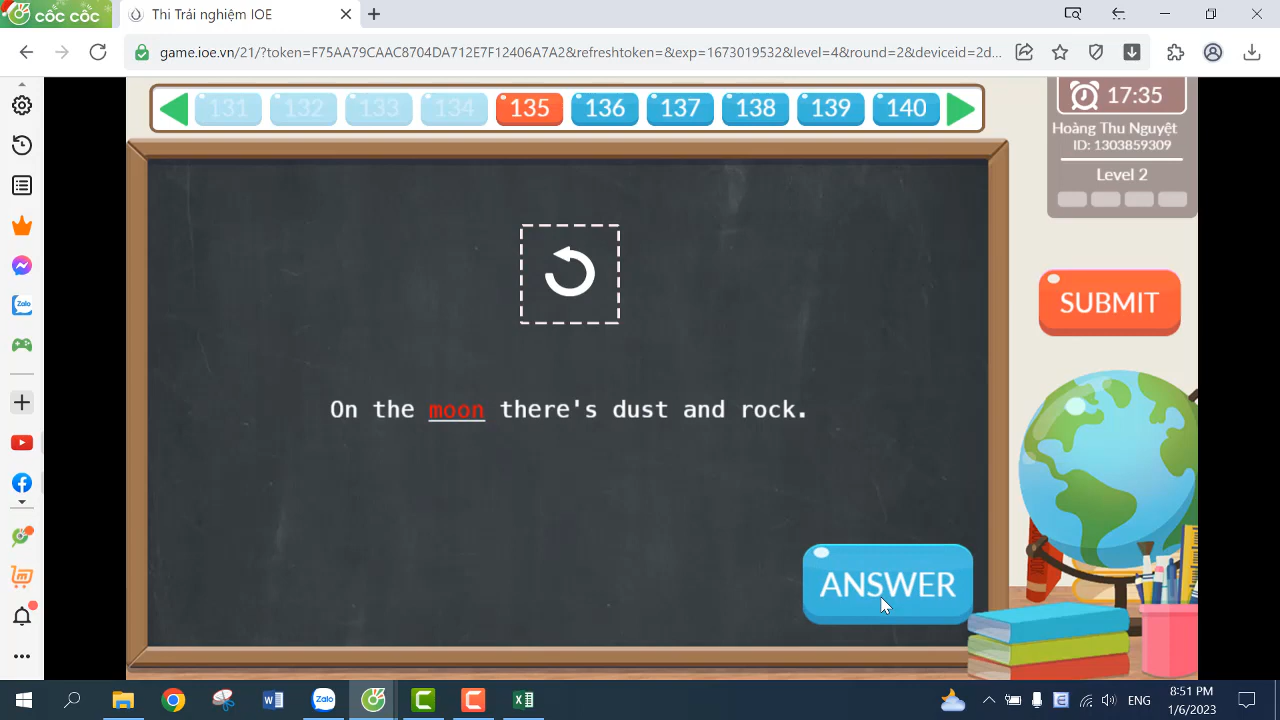 cốc cốc
Thi Trải nghiệm IOE
game.ioe.vn/21/?token=F75AA79CAAC8704DA712E7F12406A7A2&refreshtoken=&exp=1673019532&level=4&round=2&deviceid=2d...
131 132 133 134 135 136 137 138 139 140
17:35
Hoàng Thu Nguyệt
ID: 1303859309
Level 2
SUBMIT
On the moon there's dust and rock.
ANSWER
Zalo
ENG
8:51 PM
1/6/2023